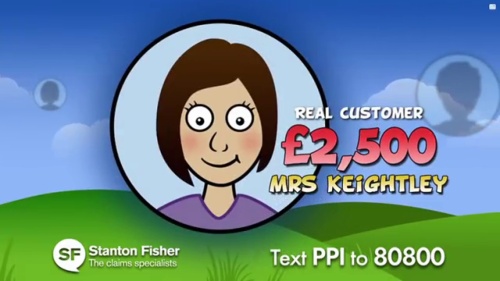 REAL CUSTOMER
£2,500
MRS KEIGHTLEY
SF
Stanton Fisher
The claims specialists
Text PPI to 80800